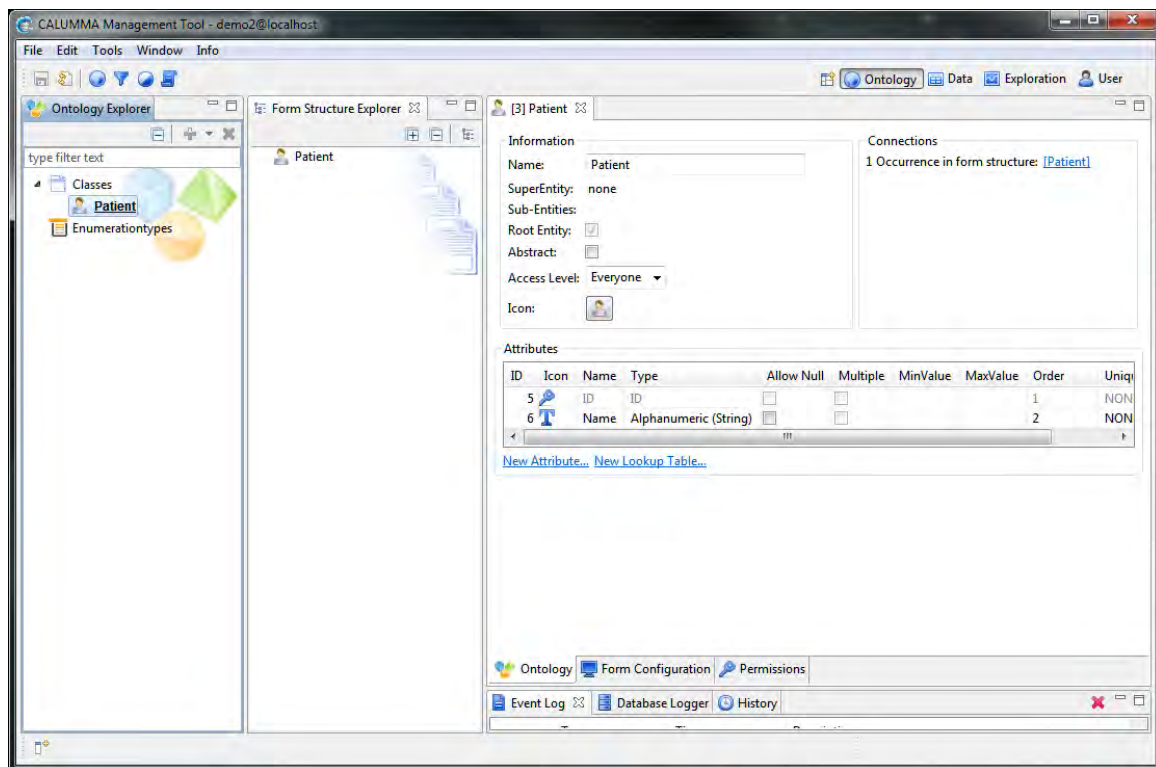 CALUMMA Management Tool - demo2@localhost
File Edit Tools Window Info
Ontology Data Exploration User
Ontology Explorer
type filter text
Classes
Patient
Enumerationtypes
Form Structure Explorer
Patient
[3] Patient
Information
Name: Patient
SuperEntity: none
Sub-Entities:
Root Entity:
Abstract:
Access Level: Everyone
Icon:
Connections
1 Occurrence in form structure: [Patient]
Attributes
ID Icon Name Type Allow Null Multiple MinValue MaxValue Order Uniqu
5 ID ID 1 NON
6 Name Alphanumeric (String) 2 NON
New Attribute... New Lookup Table...
Ontology Form Configuration Permissions
Event Log Database Logger History